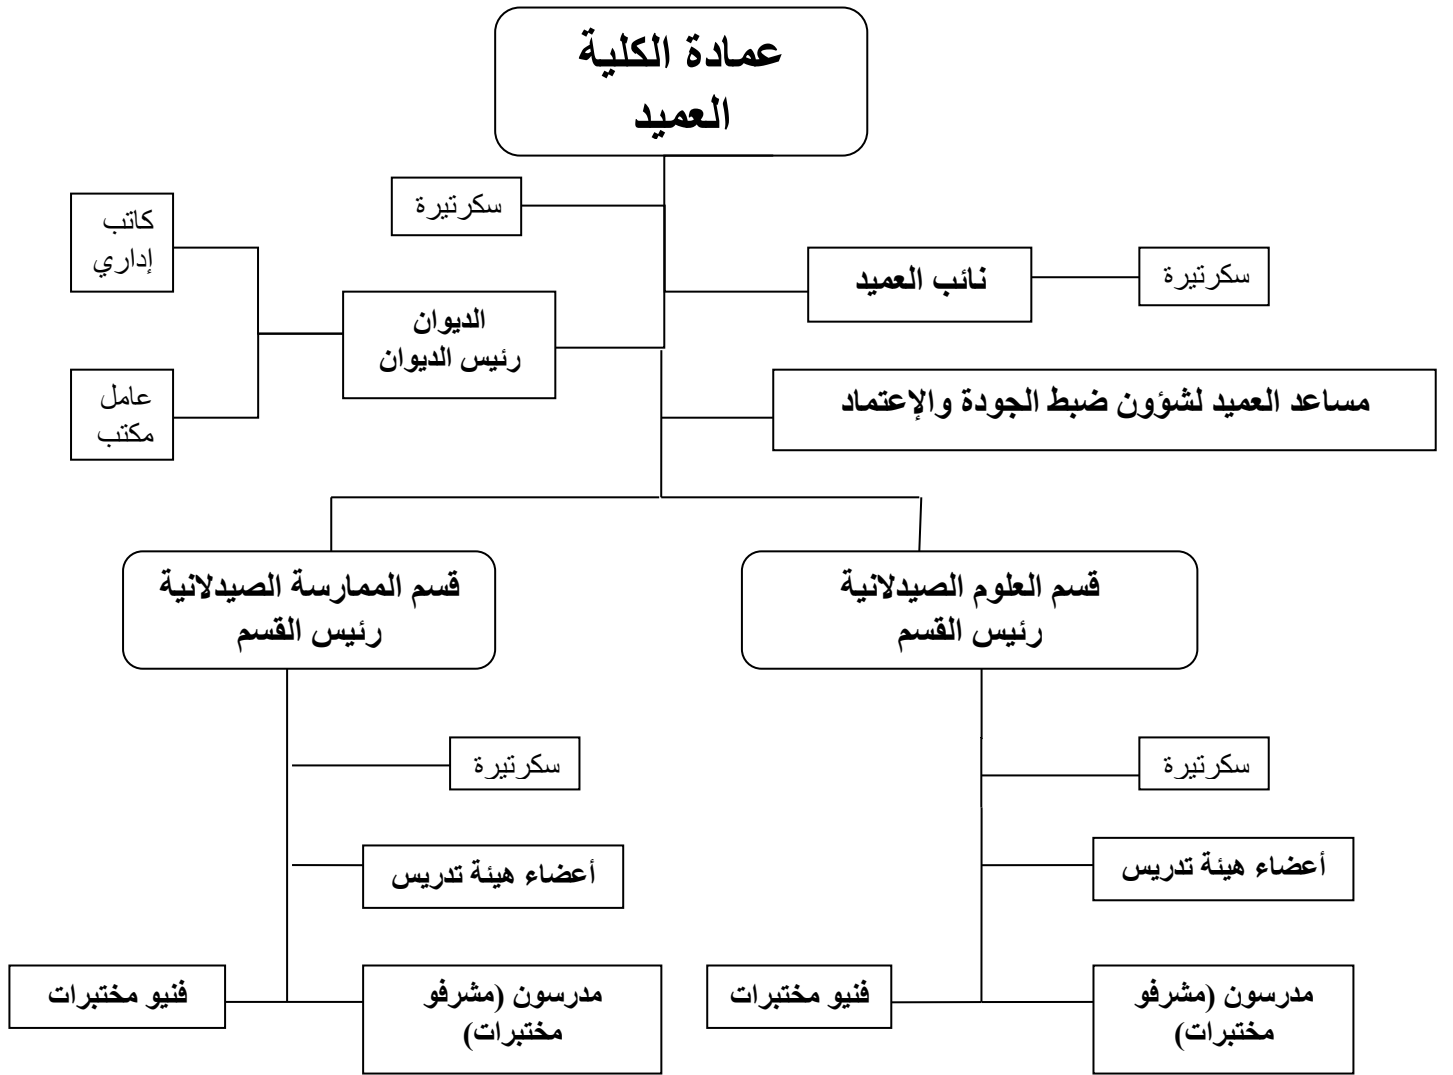 عمادة الكلية
العميد
سكرتيرة
كاتب
إداري
نائب العميد
سكرتيرة
الديوان
رئيس الديوان
عامل
مكتب
مساعد العميد لشؤون ضبط الجودة والإعتماد
قسم العلوم الصيدلانية
رئيس القسم
قسم الممارسة الصيدلانية
رئيس القسم
سكرتيرة
سكرتيرة
أعضاء هيئة تدريس
أعضاء هيئة تدريس
مدرسون (مشرفو
مختبرات)
فنيو مختبرات
مدرسون (مشرفو
مختبرات)
فنيو مختبرات